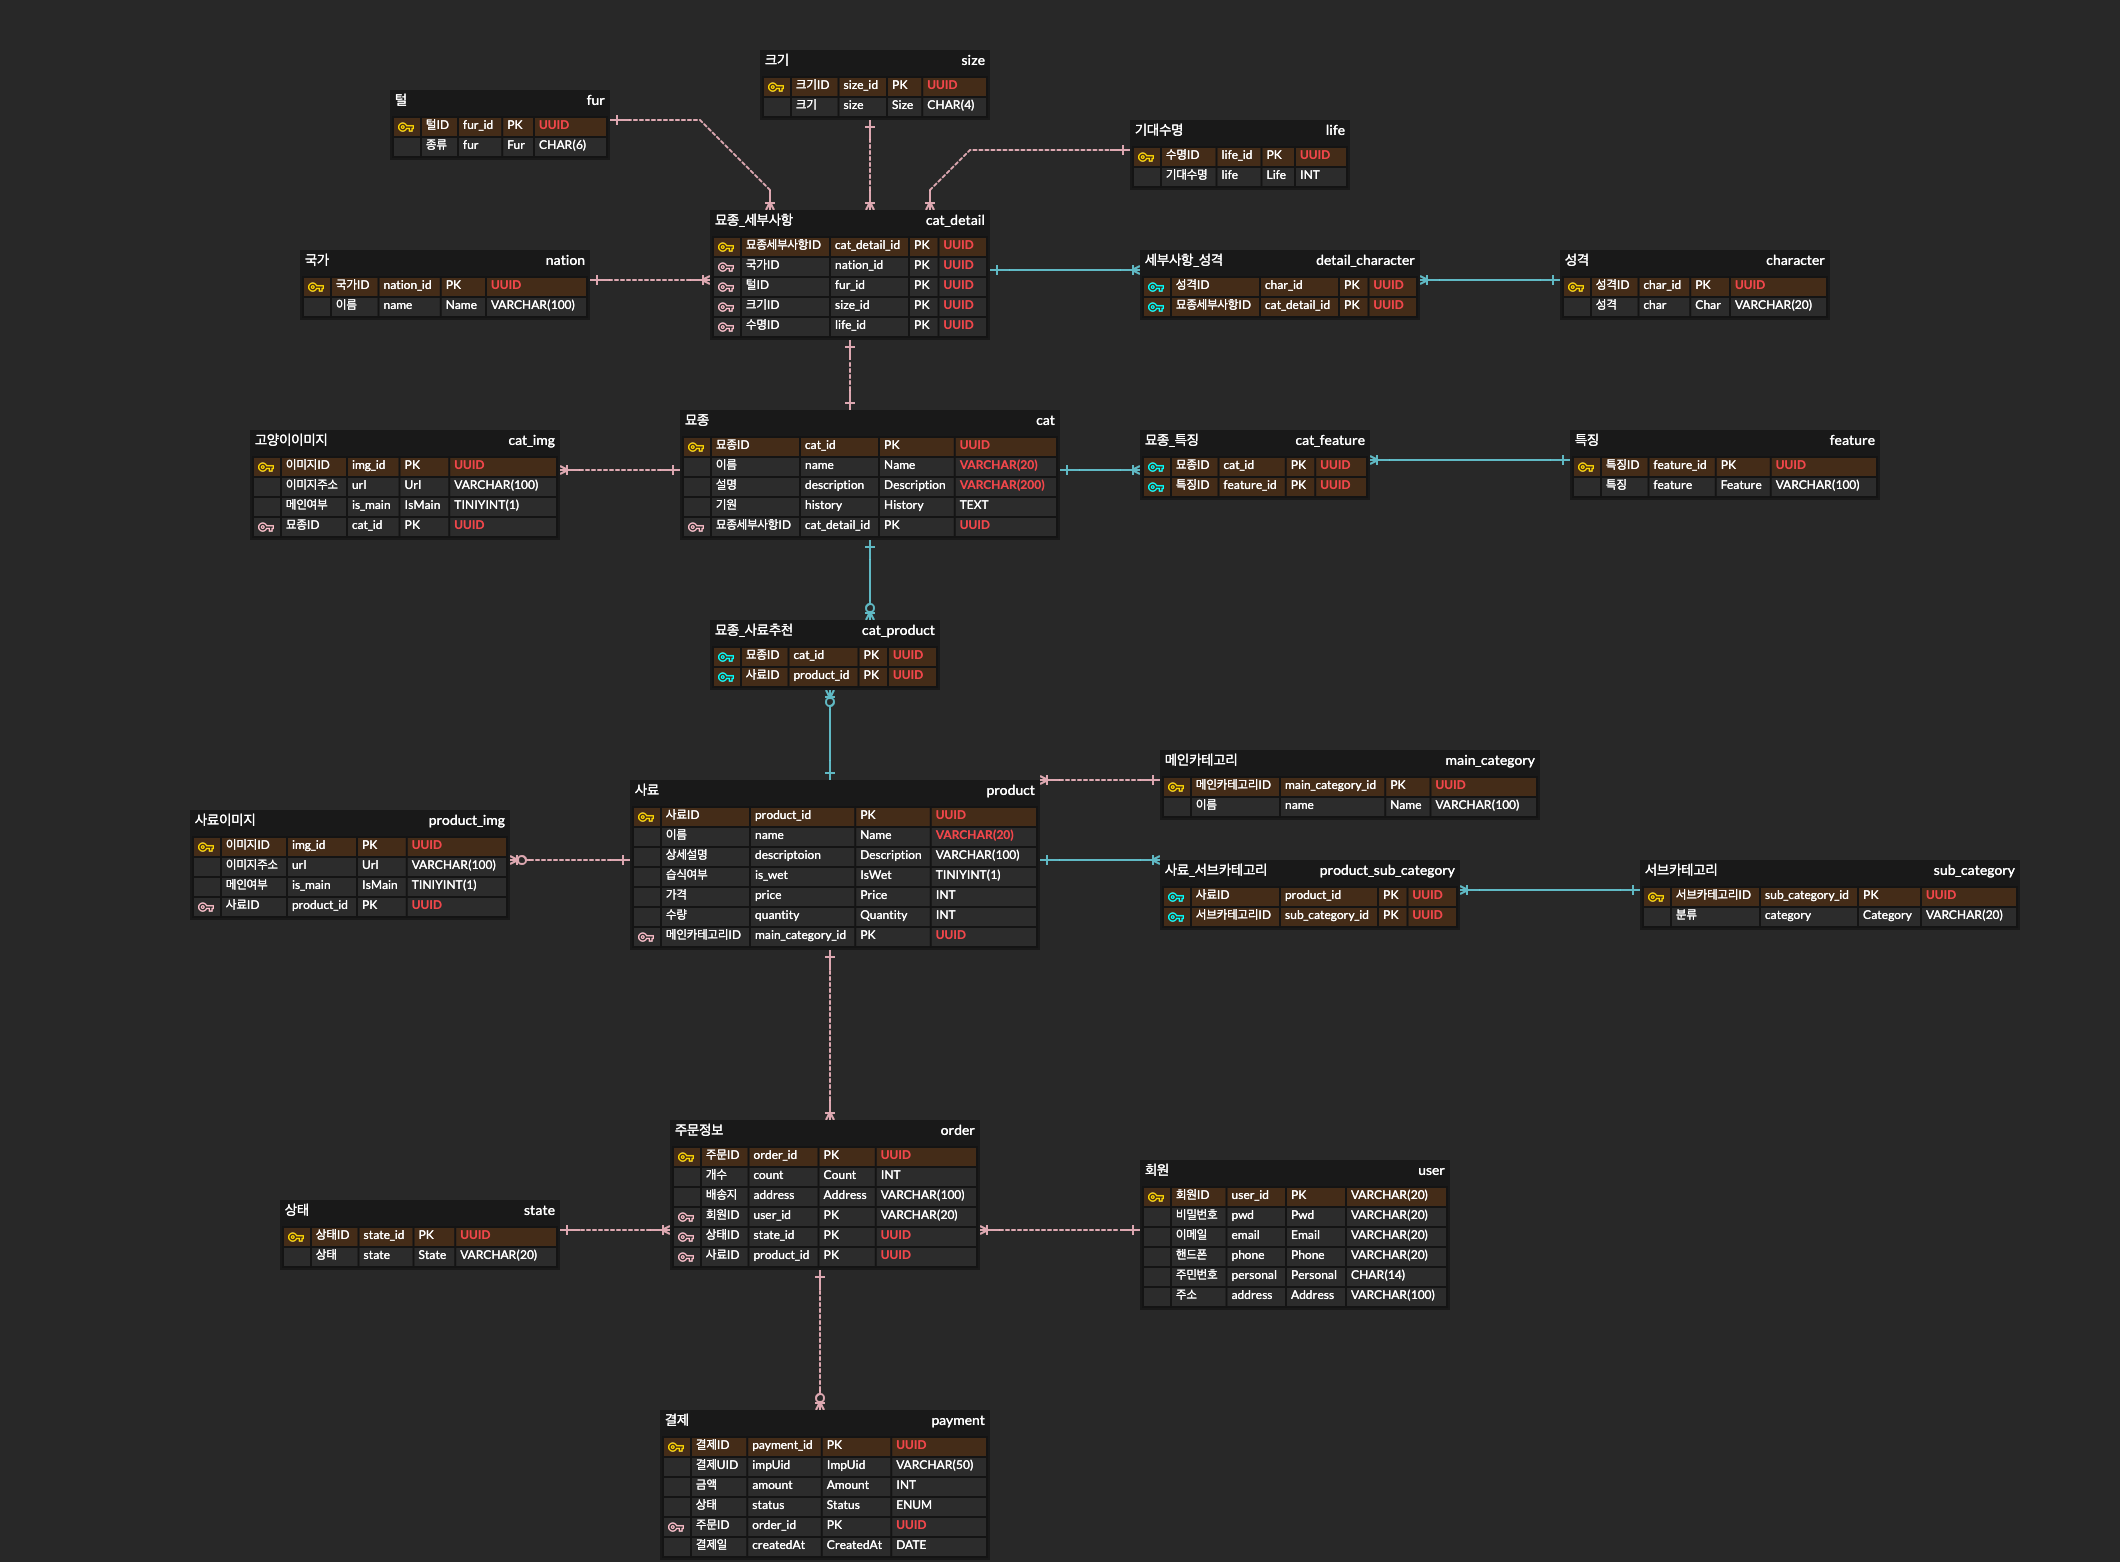 크기 size
크기ID size_id PK UUID
크기 size Size CHAR(4)
털 fur
털ID fur_id PK UUID
종류 fur Fur CHAR(6)
기대수명 life
수명ID life_id PK UUID
기대수명 life Life INT
묘종_세부사항 cat_detail
묘종세부사항ID cat_detail_id PK UUID
국가ID nation_id PK UUID
털ID fur_id PK UUID
크기ID size_id PK UUID
수명ID life_id PK UUID
국가 nation
국가ID nation_id PK UUID
이름 name Name VARCHAR(100)
세부사항_성격 detail_character
성격ID char_id PK UUID
묘종세부사항ID cat_detail_id PK UUID
성격 character
성격ID char_id PK UUID
성격 char Char VARCHAR(20)
고양이이미지 cat_img
이미지ID img_id PK UUID
이미지주소 url Url VARCHAR(100)
메인여부 is_main IsMain TINIYINT(1)
묘종ID cat_id PK UUID
묘종 cat
묘종ID cat_id PK UUID
이름 name Name VARCHAR(20)
설명 description Description VARCHAR(200)
기원 history History TEXT
묘종세부사항ID cat_detail_id PK UUID
묘종_특징 cat_feature
묘종ID cat_id PK UUID
특징ID feature_id PK UUID
특징 feature
특징ID feature_id PK UUID
특징 feature Feature VARCHAR(100)
묘종_사료추천 cat_product
묘종ID cat_id PK UUID
사료ID product_id PK UUID
메인카테고리 main_category
메인카테고리ID main_category_id PK UUID
이름 name Name VARCHAR(100)
사료 product
사료ID product_id PK UUID
이름 name Name VARCHAR(20)
상세설명 descriptoion Description VARCHAR(100)
습식여부 is_wet IsWet TINIYINT(1)
가격 price Price INT
수량 quantity Quantity INT
메인카테고리ID main_category_id PK UUID
사료이미지 product_img
이미지ID img_id PK UUID
이미지주소 url Url VARCHAR(100)
메인여부 is_main IsMain TINIYINT(1)
사료ID product_id PK UUID
사료_서브카테고리 product_sub_category
사료ID product_id PK UUID
서브카테고리ID sub_category_id PK UUID
서브카테고리 sub_category
서브카테고리ID sub_category_id PK UUID
분류 category Category VARCHAR(20)
주문정보 order
주문ID order_id PK UUID
개수 count Count INT
배송지 address Address VARCHAR(100)
회원ID user_id PK VARCHAR(20)
상태ID state_id PK UUID
사료ID product_id PK UUID
상태 state
상태ID state_id PK UUID
상태 state State VARCHAR(20)
회원 user
회원ID user_id PK VARCHAR(20)
비밀번호 pwd Pwd VARCHAR(20)
이메일 email Email VARCHAR(20)
핸드폰 phone Phone VARCHAR(20)
주민번호 personal Personal CHAR(14)
주소 address Address VARCHAR(100)
결제 payment
결제ID payment_id PK UUID
결제UID impUid ImpUid VARCHAR(50)
금액 amount Amount INT
상태 status Status ENUM
주문ID order_id PK UUID
결제일 createdAt CreatedAt DATE